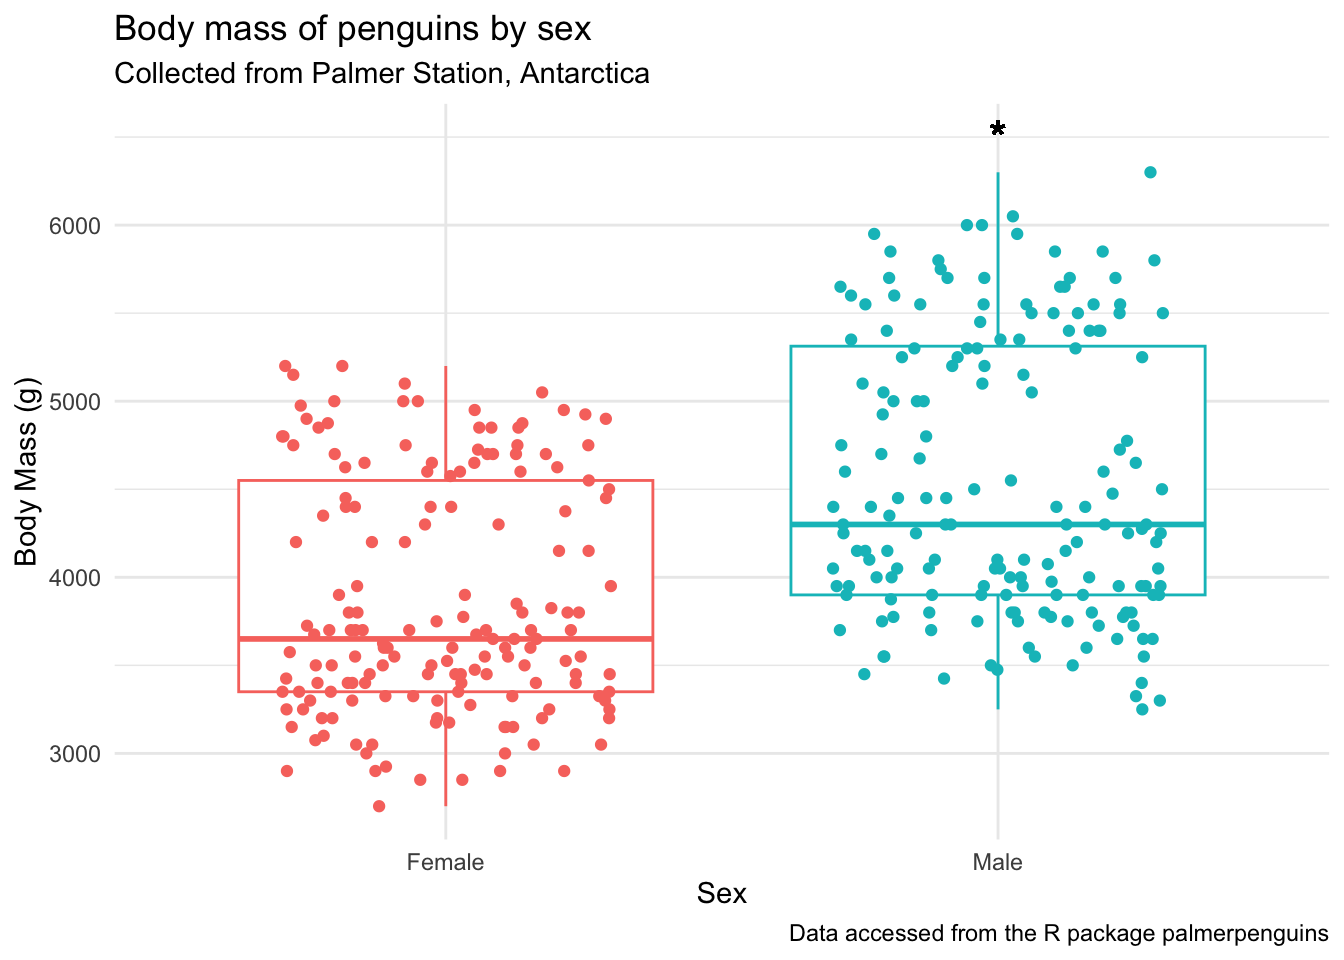 Body mass of penguins by sex
Collected from Palmer Station, Antarctica
*
6000
5000
4000
3000
Body Mass (g)
Female
Male
Sex
Data accessed from the R package palmerpenguins